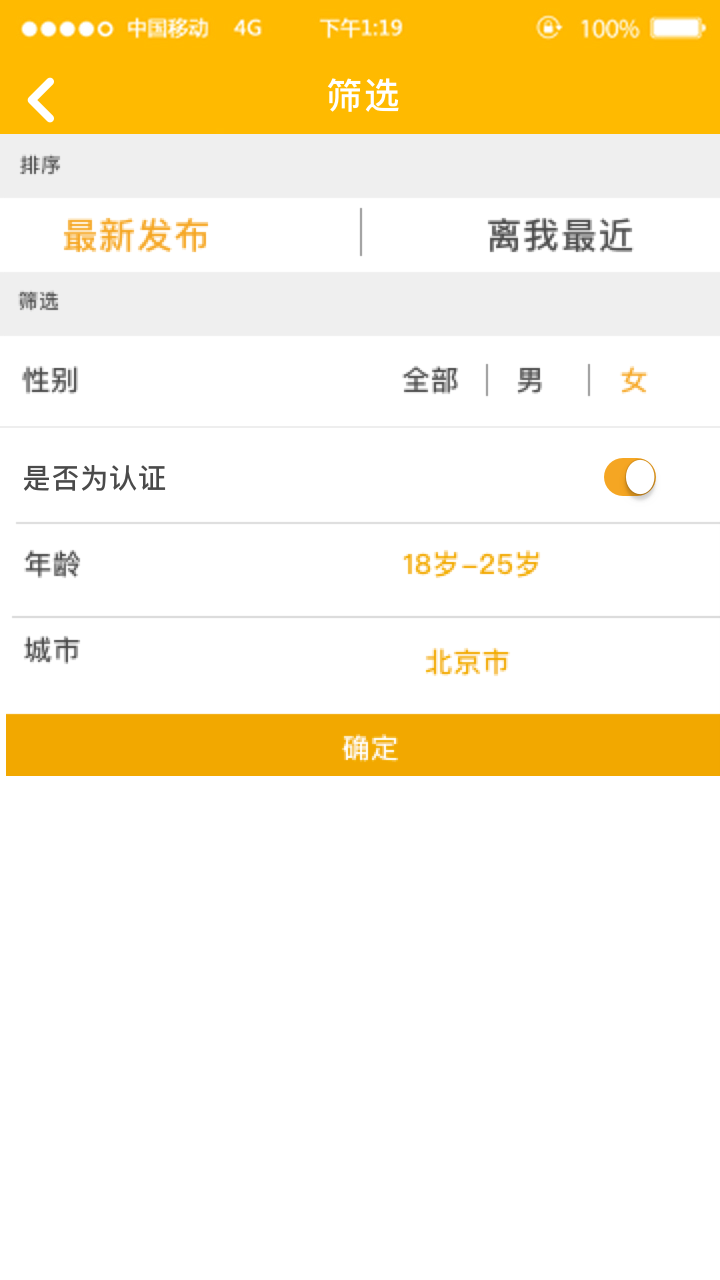 中国移动 4G 下午1:19 100%
筛选
排序
最新发布 离我最近
筛选
性别 全部 男 女
是否为认证
年龄 18岁-25岁
城市 北京市
确定